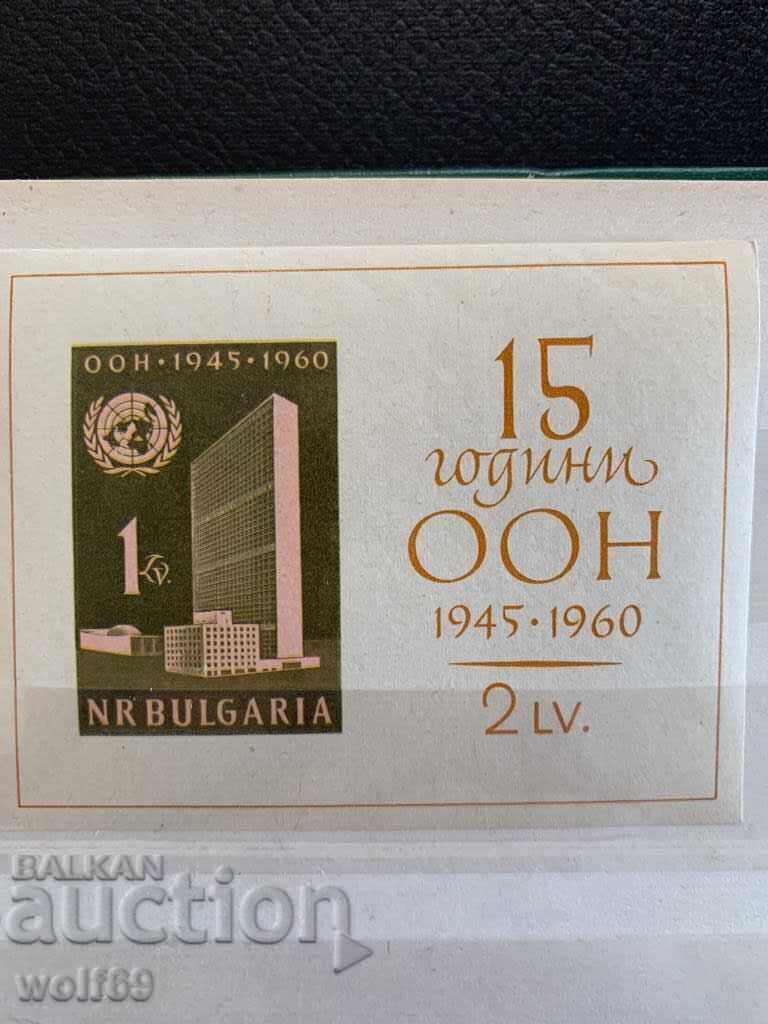 ООН · 1945 · 1960
1 Lv.
NR BULGARIA
15
години
ООН
1945 · 1960
2 LV.
BALKAN
auction
wolf69